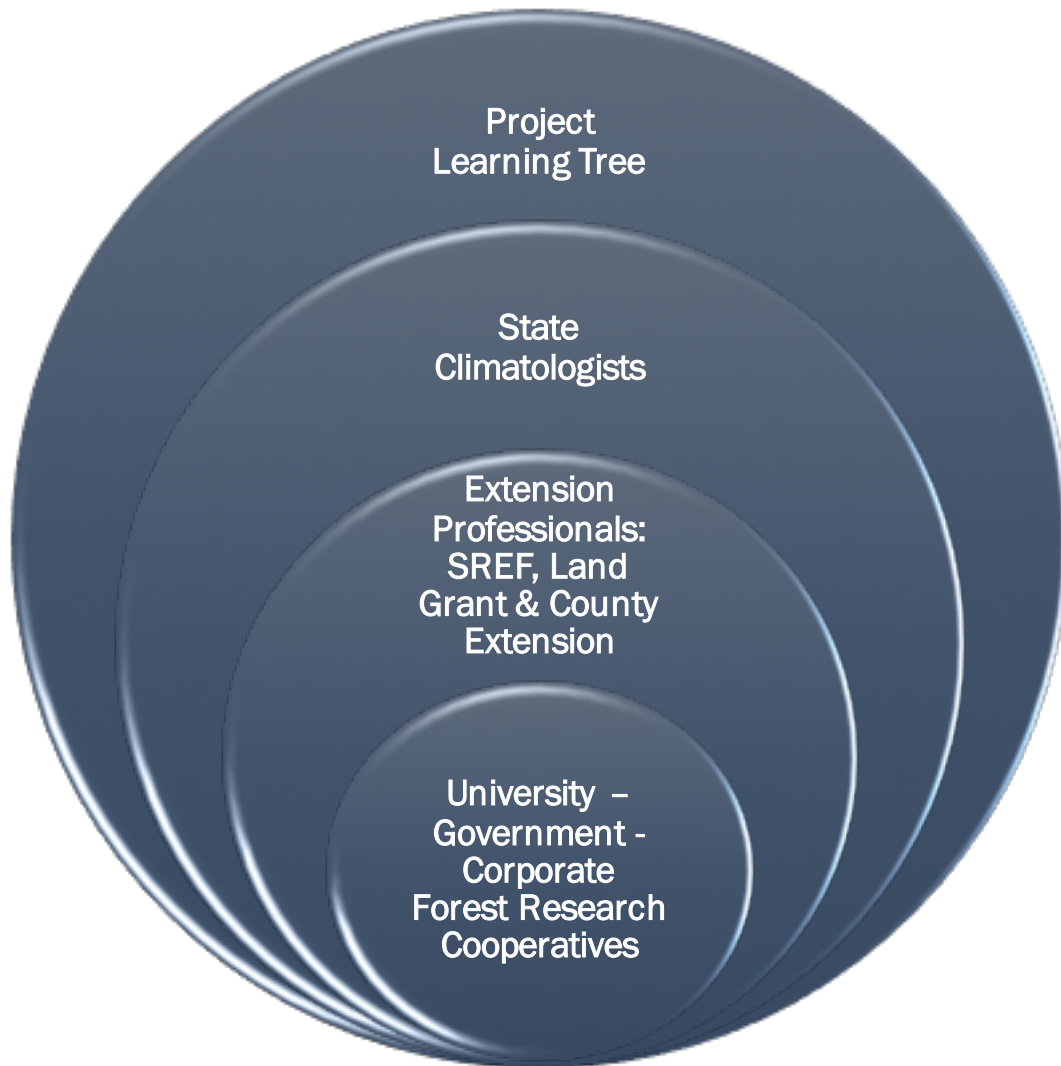 Project
Learning Tree
State
Climatologists
Extension
Professionals:
SREF, Land
Grant & County
Extension
University –
Government -
Corporate
Forest Research
Cooperatives